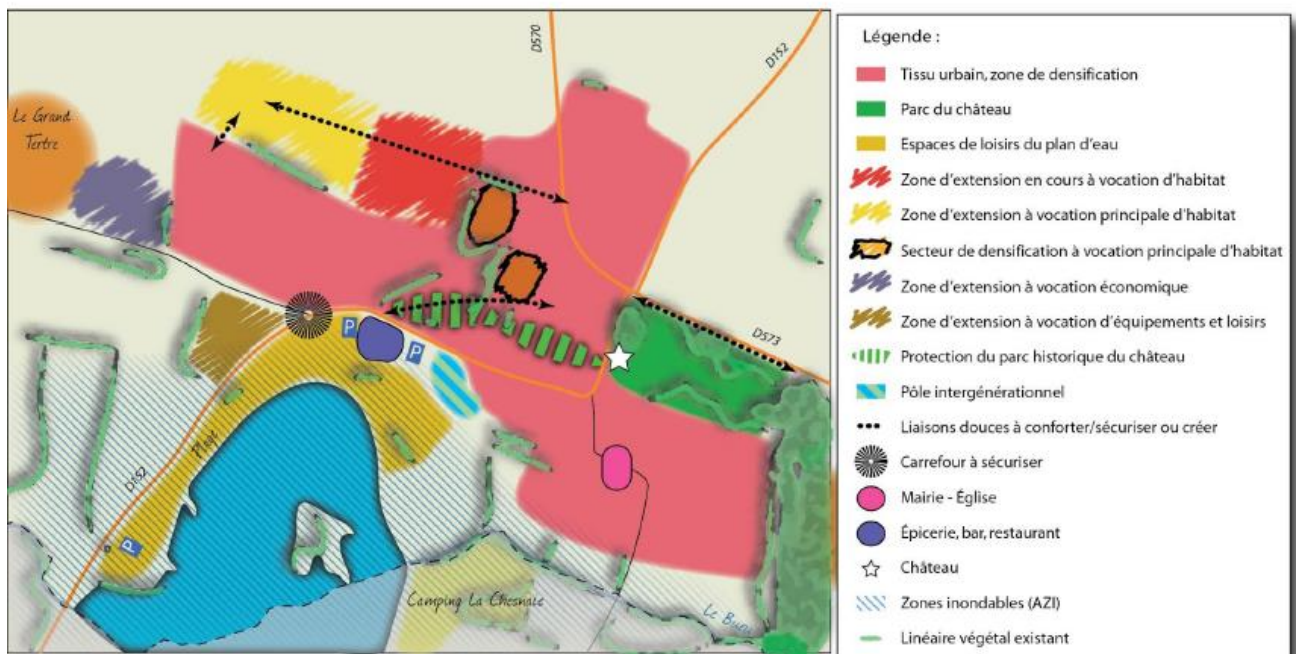 D570
D152
Le Grand
Tertre
D573
P
P
Plage
D152
P
Camping La Chesnaie
Le Buron
Légende :
Tissu urbain, zone de densification
Parc du château
Espaces de loisirs du plan d'eau
Zone d'extension en cours à vocation d'habitat
Zone d'extension à vocation principale d'habitat
Secteur de densification à vocation principale d'habitat
Zone d'extension à vocation économique
Zone d'extension à vocation d'équipements et loisirs
Protection du parc historique du château
Pôle intergénérationnel
Liaisons douces à conforter/sécuriser ou créer
Carrefour à sécuriser
Mairie - Église
Épicerie, bar, restaurant
Château
Zones inondables (AZI)
Linéaire végétal existant